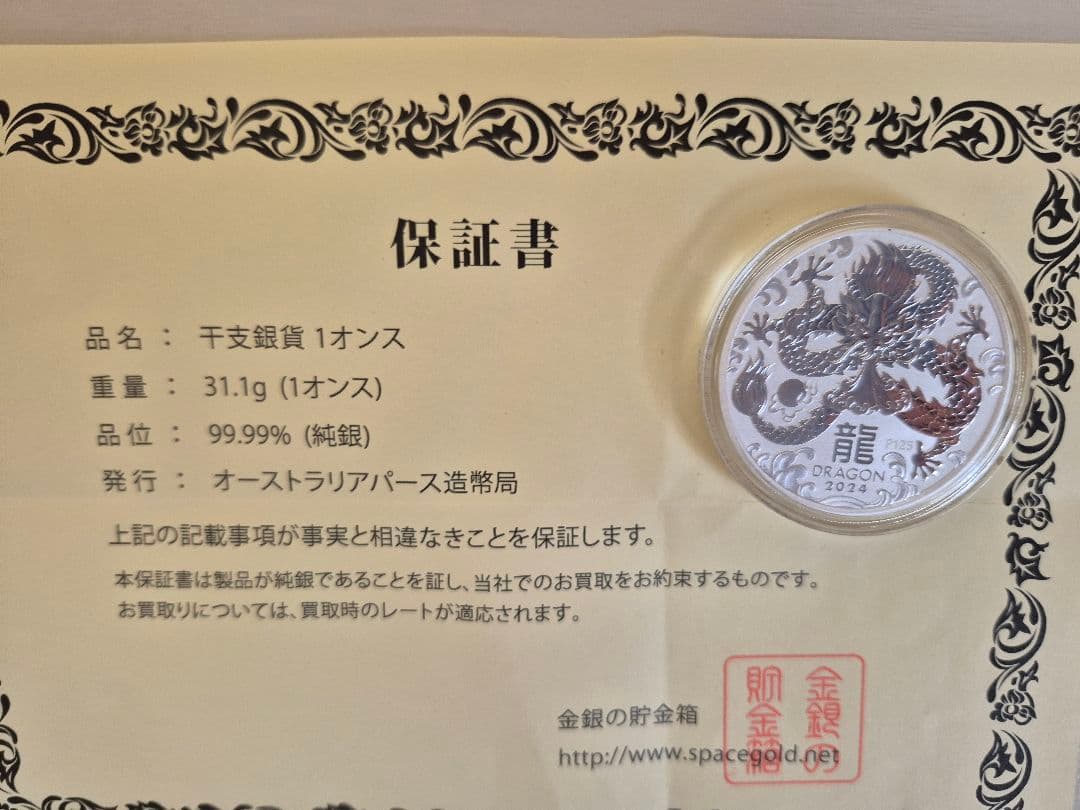 保証書
品名 ： 干支銀貨 1オンス
重量 ： 31.1g (1オンス)
品位 ： 99.99% (純銀)
発行 ： オーストラリアパース造幣局
上記の記載事項が事実と相違なきことを保証します。
本保証書は製品が純銀であることを証し、当社でのお買取をお約束するものです。
お買取りについては、買取時のレートが適応されます。
金銀の貯金箱
http://www.spacegold.net
金銀の
貯金箱
龍
P125
DRAGON
2024